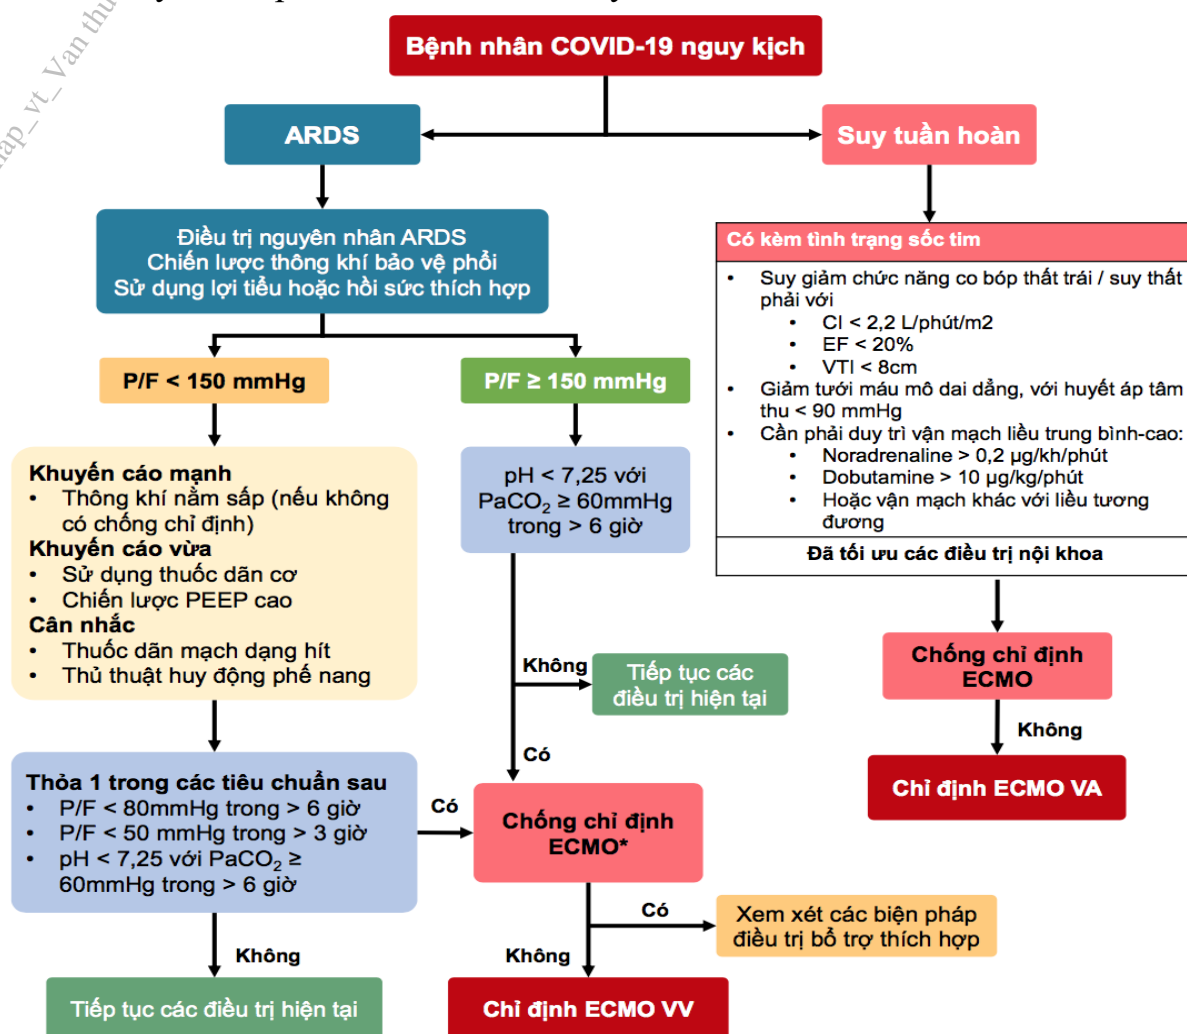 Bệnh nhân COVID-19 nguy kịch
ARDS
Suy tuần hoàn
Điều trị nguyên nhân ARDS
Chiến lược thông khí bảo vệ phổi
Sử dụng lợi tiểu hoặc hồi sức thích hợp
P/F < 150 mmHg
P/F ≥ 150 mmHg
Khuyến cáo mạnh
• Thông khí nằm sấp (nếu không
có chống chỉ định)
Khuyến cáo vừa
• Sử dụng thuốc dãn cơ
• Chiến lược PEEP cao
Cân nhắc
• Thuốc dãn mạch dạng hít
• Thủ thuật huy động phế nang
pH < 7,25 với
PaCO₂ ≥ 60mmHg
trong > 6 giờ
Không
Tiếp tục các
điều trị hiện tại
Có
Thỏa 1 trong các tiêu chuẩn sau
• P/F < 80mmHg trong > 6 giờ
• P/F < 50 mmHg trong > 3 giờ
• pH < 7,25 với PaCO₂ ≥
60mmHg trong > 6 giờ
Có
Chống chỉ định
ECMO*
Không
Tiếp tục các điều trị hiện tại
Có
Xem xét các biện pháp
điều trị bổ trợ thích hợp
Không
Chỉ định ECMO VV
Có kèm tình trạng sốc tim
• Suy giảm chức năng co bóp thất trái / suy thất
phải với
• CI < 2,2 L/phút/m2
• EF < 20%
• VTI < 8cm
• Giảm tưới máu mô dai dẳng, với huyết áp tâm
thu < 90 mmHg
• Cần phải duy trì vận mạch liều trung bình-cao:
• Noradrenaline > 0,2 µg/kh/phút
• Dobutamine > 10 µg/kg/phút
• Hoặc vận mạch khác với liều tương
đương
Đã tối ưu các điều trị nội khoa
Chống chỉ định
ECMO
Không
Chỉ định ECMO VA